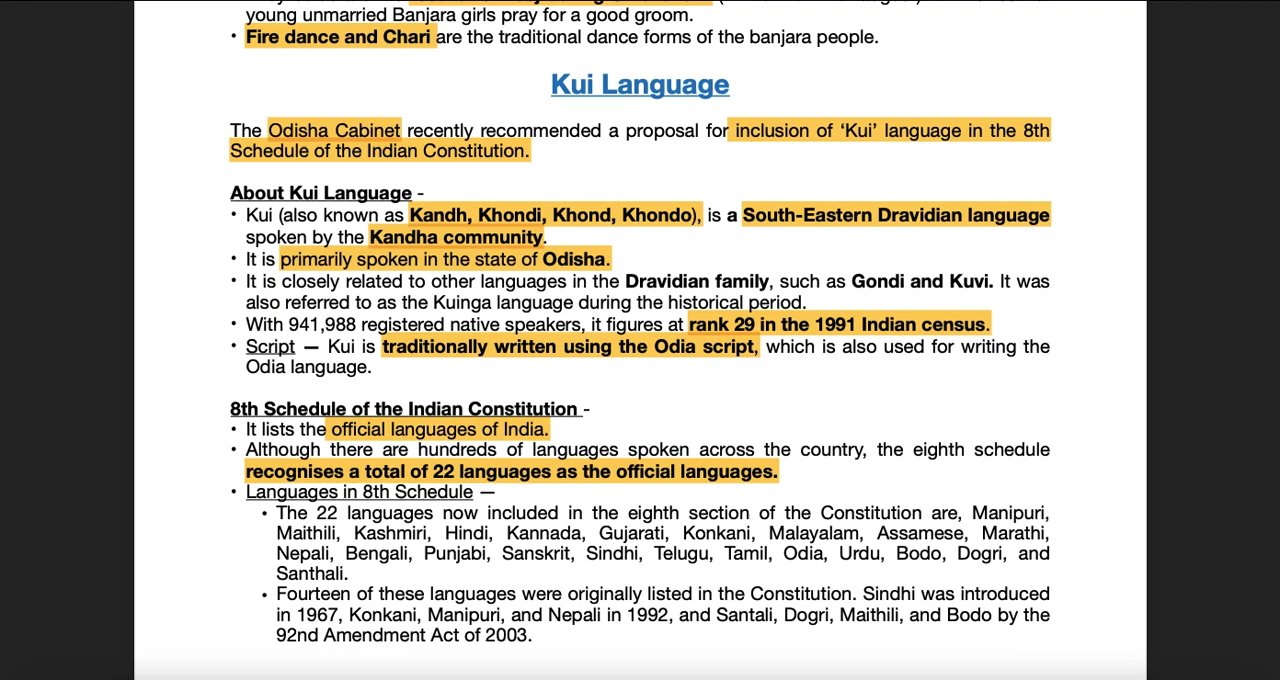 young unmarried Banjara girls pray for a good groom.
• Fire dance and Chari are the traditional dance forms of the banjara people.
Kui Language
The Odisha Cabinet recently recommended a proposal for inclusion of ‘Kui’ language in the 8th
Schedule of the Indian Constitution.
About Kui Language -
• Kui (also known as Kandh, Khondi, Khond, Khondo), is a South-Eastern Dravidian language
spoken by the Kandha community.
• It is primarily spoken in the state of Odisha.
• It is closely related to other languages in the Dravidian family, such as Gondi and Kuvi. It was
also referred to as the Kuinga language during the historical period.
• With 941,988 registered native speakers, it figures at rank 29 in the 1991 Indian census.
• Script — Kui is traditionally written using the Odia script, which is also used for writing the
Odia language.
8th Schedule of the Indian Constitution -
• It lists the official languages of India.
• Although there are hundreds of languages spoken across the country, the eighth schedule
recognises a total of 22 languages as the official languages.
• Languages in 8th Schedule —
• The 22 languages now included in the eighth section of the Constitution are, Manipuri,
Maithili, Kashmiri, Hindi, Kannada, Gujarati, Konkani, Malayalam, Assamese, Marathi,
Nepali, Bengali, Punjabi, Sanskrit, Sindhi, Telugu, Tamil, Odia, Urdu, Bodo, Dogri, and
Santhali.
• Fourteen of these languages were originally listed in the Constitution. Sindhi was introduced
in 1967, Konkani, Manipuri, and Nepali in 1992, and Santali, Dogri, Maithili, and Bodo by the
92nd Amendment Act of 2003.